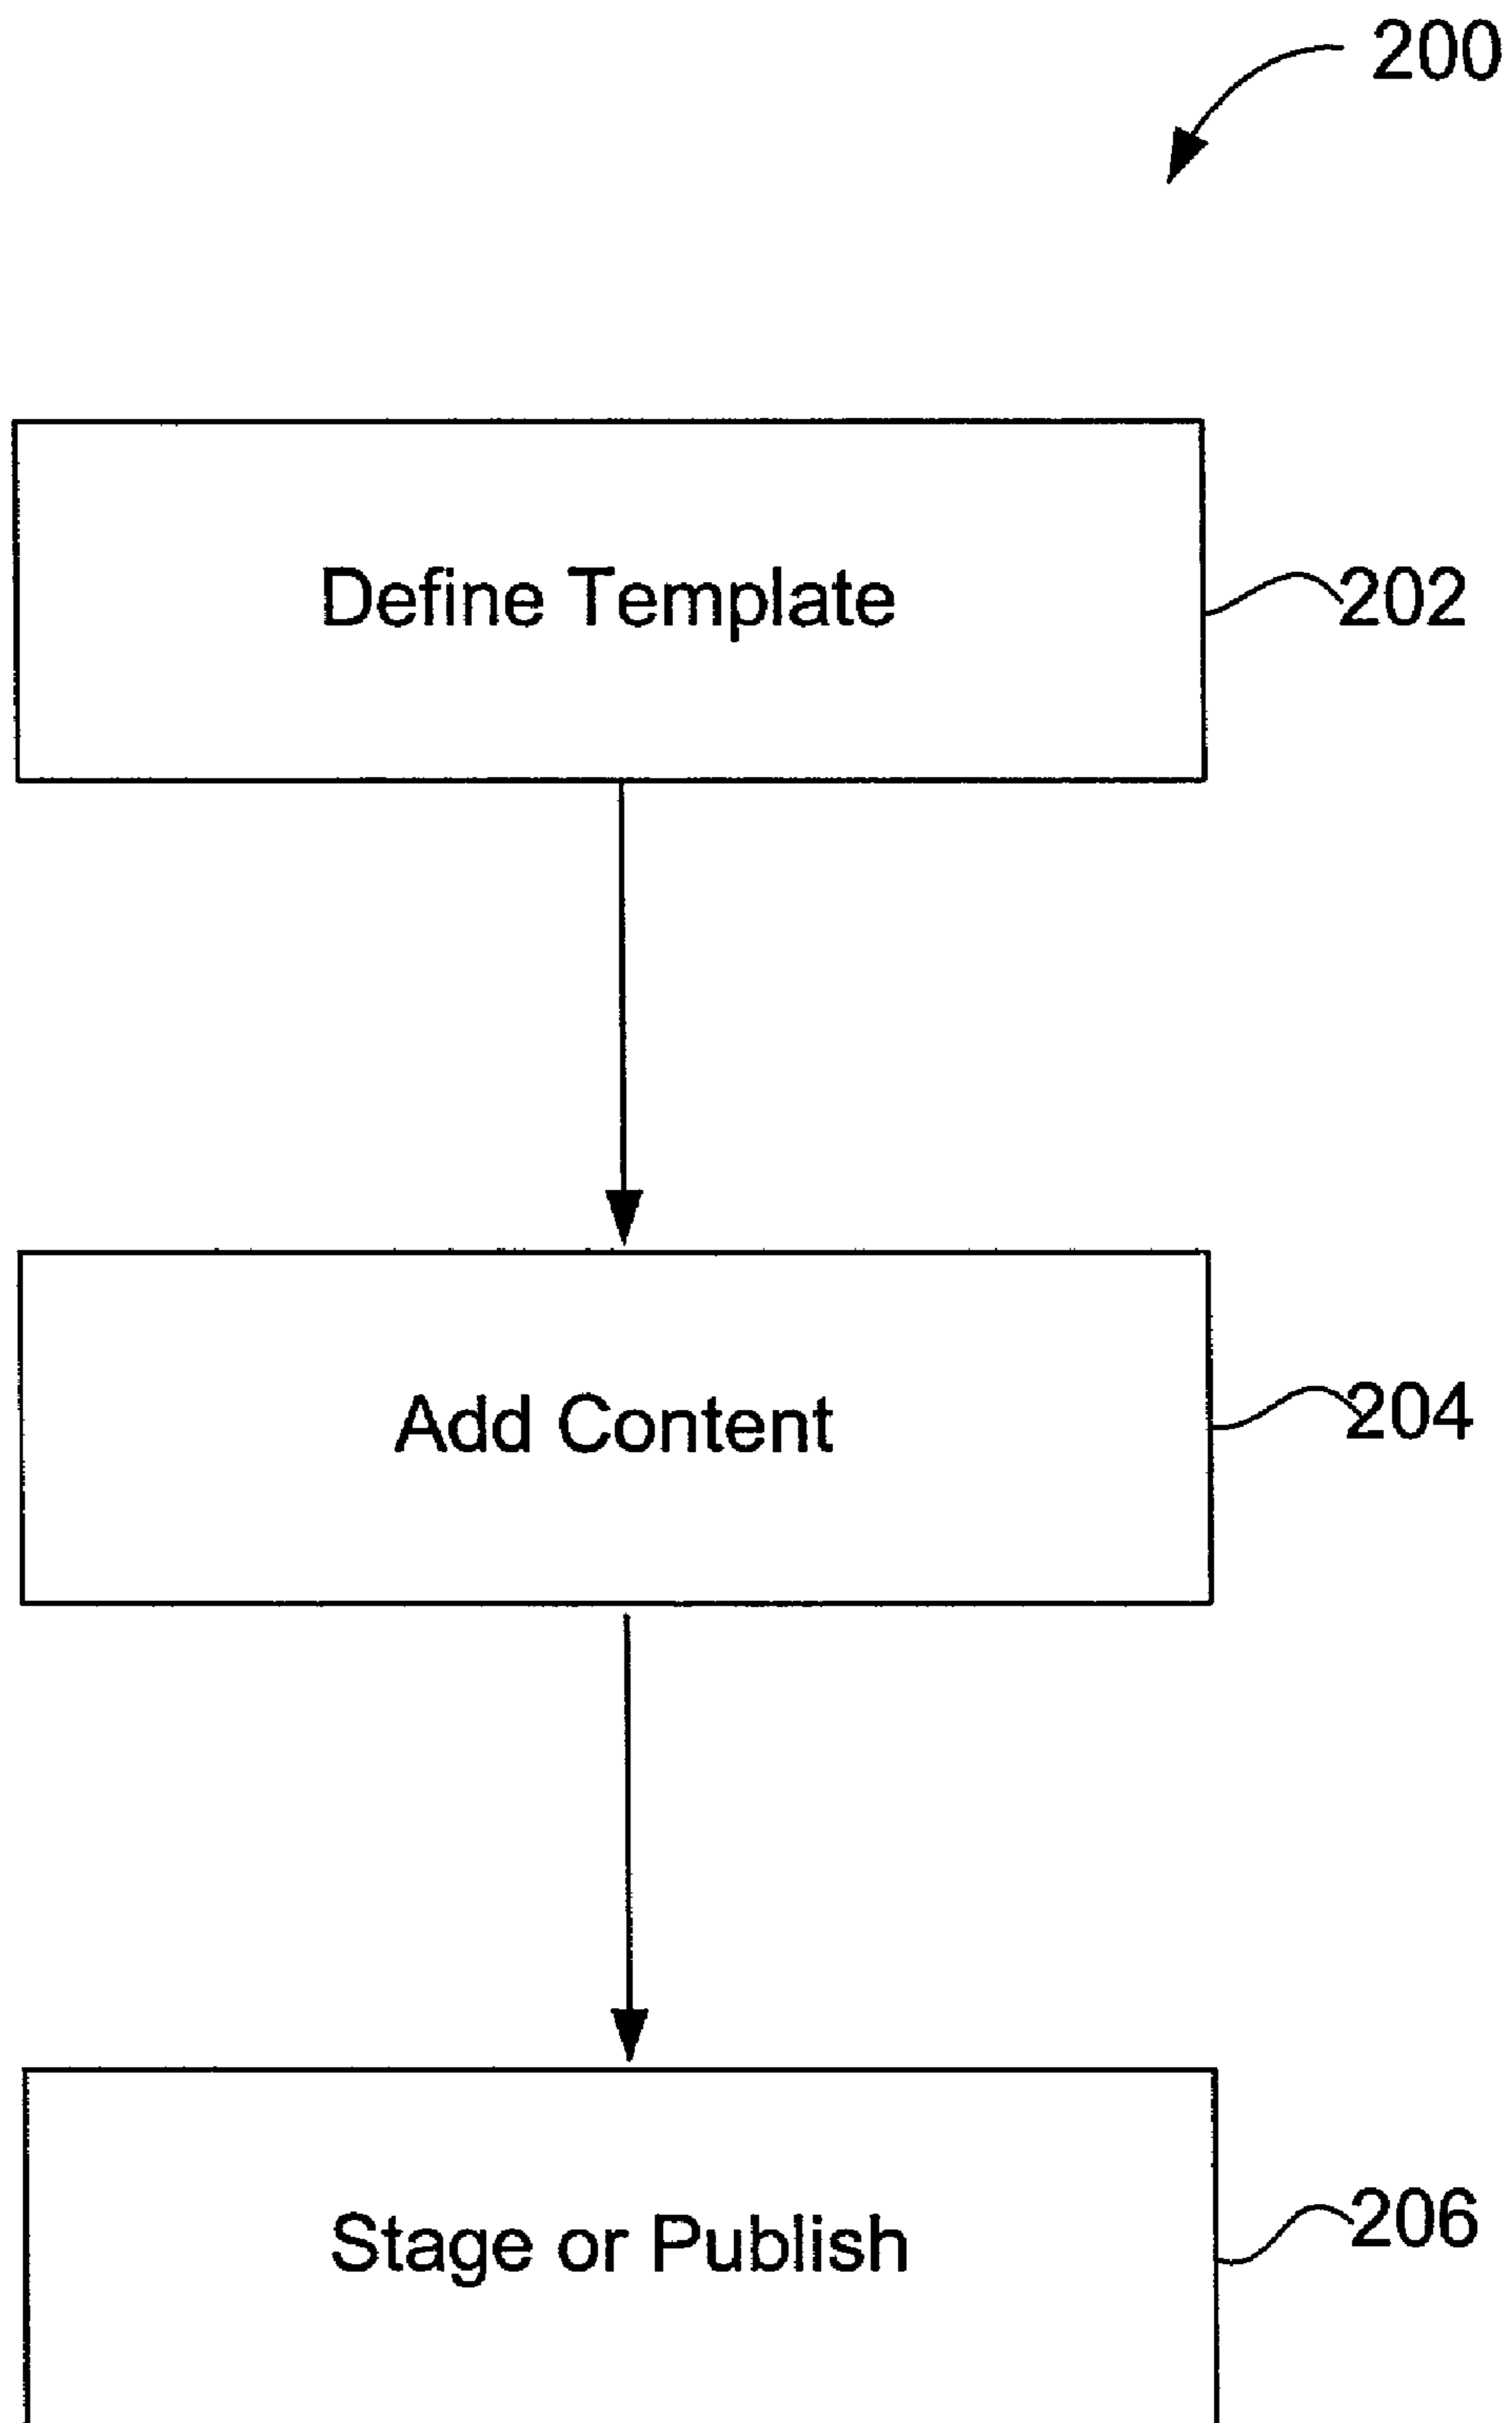 200
Define Template
202
Add Content
204
Stage or Publish
206